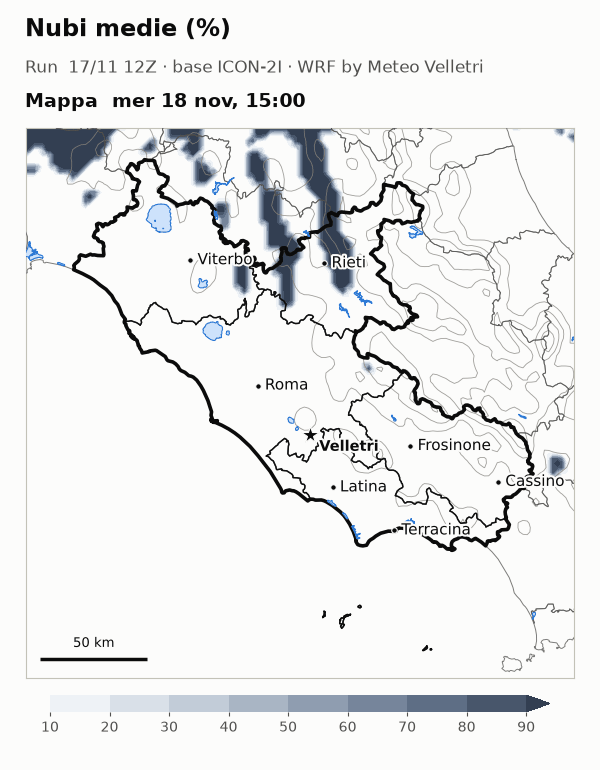 Nubi medie (%)
Run 17/11 12Z · base ICON-2I · WRF by Meteo Velletri
Mappa mer 18 nov, 15:00
Viterbo
Rieti
Roma
Velletri
Frosinone
Latina
Cassino
Terracina
50 km
10 20 30 40 50 60 70 80 90